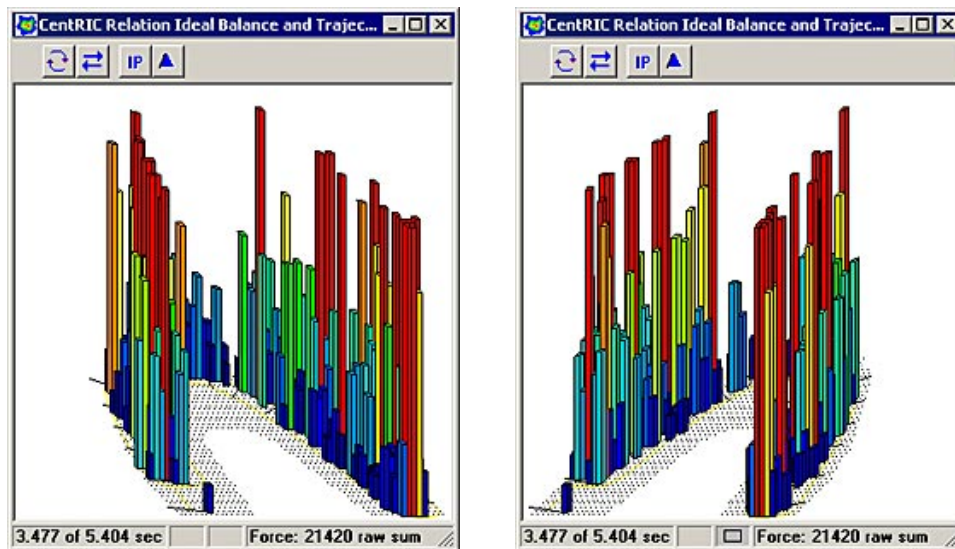 CentRIC Relation Ideal Balance and Trajec...
IP
3.477 of 5.404 sec
Force: 21420 raw sum
CentRIC Relation Ideal Balance and Trajec...
IP
3.477 of 5.404 sec
Force: 21420 raw sum